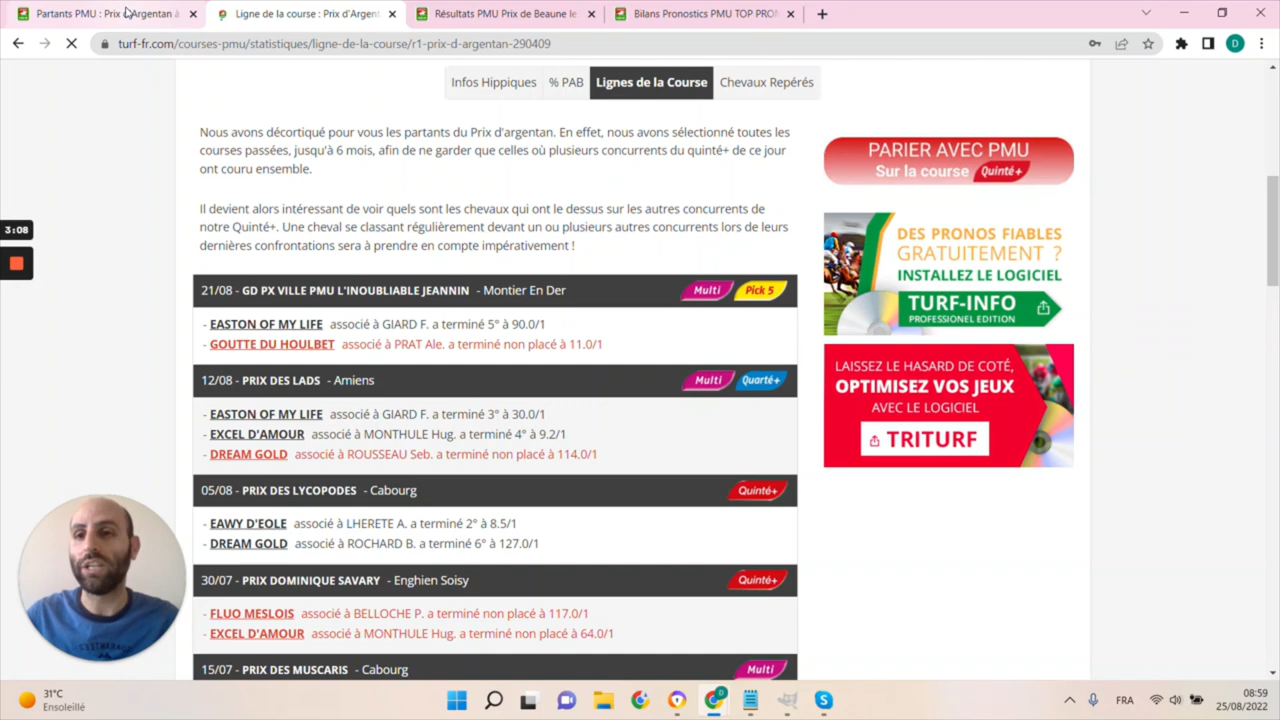 Partants PMU : Prix d'Argentan à
Ligne de la course : Prix d'Argent
Résultats PMU Prix de Beaune le
Bilans Pronostics PMU TOP PRON
turf-fr.com/courses-pmu/statistiques/ligne-de-la-course/r1-prix-d-argentan-290409
D
Infos Hippiques
% PAB
Lignes de la Course
Chevaux Repérés
Nous avons décortiqué pour vous les partants du Prix d'argentan. En effet, nous avons sélectionné toutes les
courses passées, jusqu'à 6 mois, afin de ne garder que celles où plusieurs concurrents du quinté+ de ce jour
ont couru ensemble.
Il devient alors intéressant de voir quels sont les chevaux qui ont le dessus sur les autres concurrents de
notre Quinté+. Une cheval se classant régulièrement devant un ou plusieurs autres concurrents lors de leurs
dernières confrontations sera à prendre en compte impérativement !
21/08 - GD PX VILLE PMU L'INOUBLIABLE JEANNIN - Montier En Der Multi Pick 5
- EASTON OF MY LIFE associé à GIARD F. a terminé 5° à 90.0/1
- GOUTTE DU HOULBET associé à PRAT Ale. a terminé non placé à 11.0/1
12/08 - PRIX DES LADS - Amiens Multi Quarté+
- EASTON OF MY LIFE associé à GIARD F. a terminé 3° à 30.0/1
- EXCEL D'AMOUR associé à MONTHULE Hug. a terminé 4° à 9.2/1
- DREAM GOLD associé à ROUSSEAU Seb. a terminé non placé à 114.0/1
05/08 - PRIX DES LYCOPODES - Cabourg Quinté+
- EAWY D'EOLE associé à LHERETE A. a terminé 2° à 8.5/1
- DREAM GOLD associé à ROCHARD B. a terminé 6° à 127.0/1
30/07 - PRIX DOMINIQUE SAVARY - Enghien Soisy Quinté+
- FLUO MESLOIS associé à BELLOCHE P. a terminé non placé à 117.0/1
- EXCEL D'AMOUR associé à MONTHULE Hug. a terminé non placé à 64.0/1
15/07 - PRIX DES MUSCARIS - Cabourg Multi
PARIER AVEC PMU
Sur la course Quinté+
DES PRONOS FIABLES
GRATUITEMENT ?
INSTALLEZ LE LOGICIEL
TURF-INFO
PROFESSIONEL EDITION
LAISSEZ LE HASARD DE COTÉ,
OPTIMISEZ VOS JEUX
AVEC LE LOGICIEL
TRITURF
3:08
31°C
Ensoleillé
D
FRA
08:59
25/08/2022